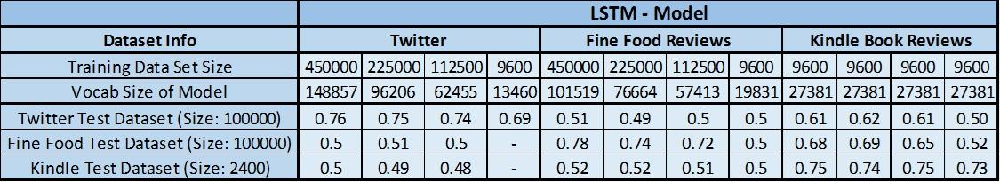 LSTM - Model
Dataset Info Twitter Fine Food Reviews Kindle Book Reviews
Training Data Set Size 450000 225000 112500 9600 450000 225000 112500 9600 9600 9600 9600 9600
Vocab Size of Model 148857 96206 62455 13460 101519 76664 57413 19831 27381 27381 27381 27381
Twitter Test Dataset (Size: 100000) 0.76 0.75 0.74 0.69 0.51 0.49 0.5 0.5 0.61 0.62 0.61 0.50
Fine Food Test Dataset (Size: 100000) 0.5 0.51 0.5 - 0.78 0.74 0.72 0.5 0.68 0.69 0.65 0.52
Kindle Test Dataset (Size: 2400) 0.5 0.49 0.48 - 0.52 0.52 0.51 0.5 0.75 0.74 0.75 0.73